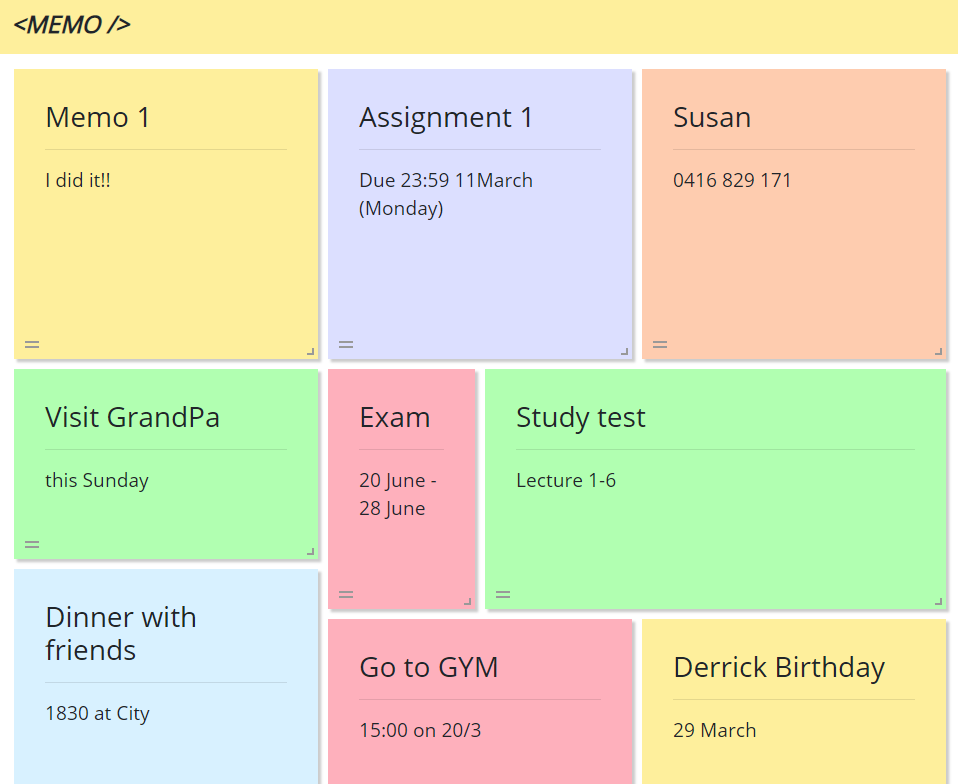 <MEMO />
Memo 1
I did it!!
Assignment 1
Due 23:59 11March
(Monday)
Susan
0416 829 171
Visit GrandPa
this Sunday
Exam
20 June -
28 June
Study test
Lecture 1-6
Dinner with
friends
1830 at City
Go to GYM
15:00 on 20/3
Derrick Birthday
29 March